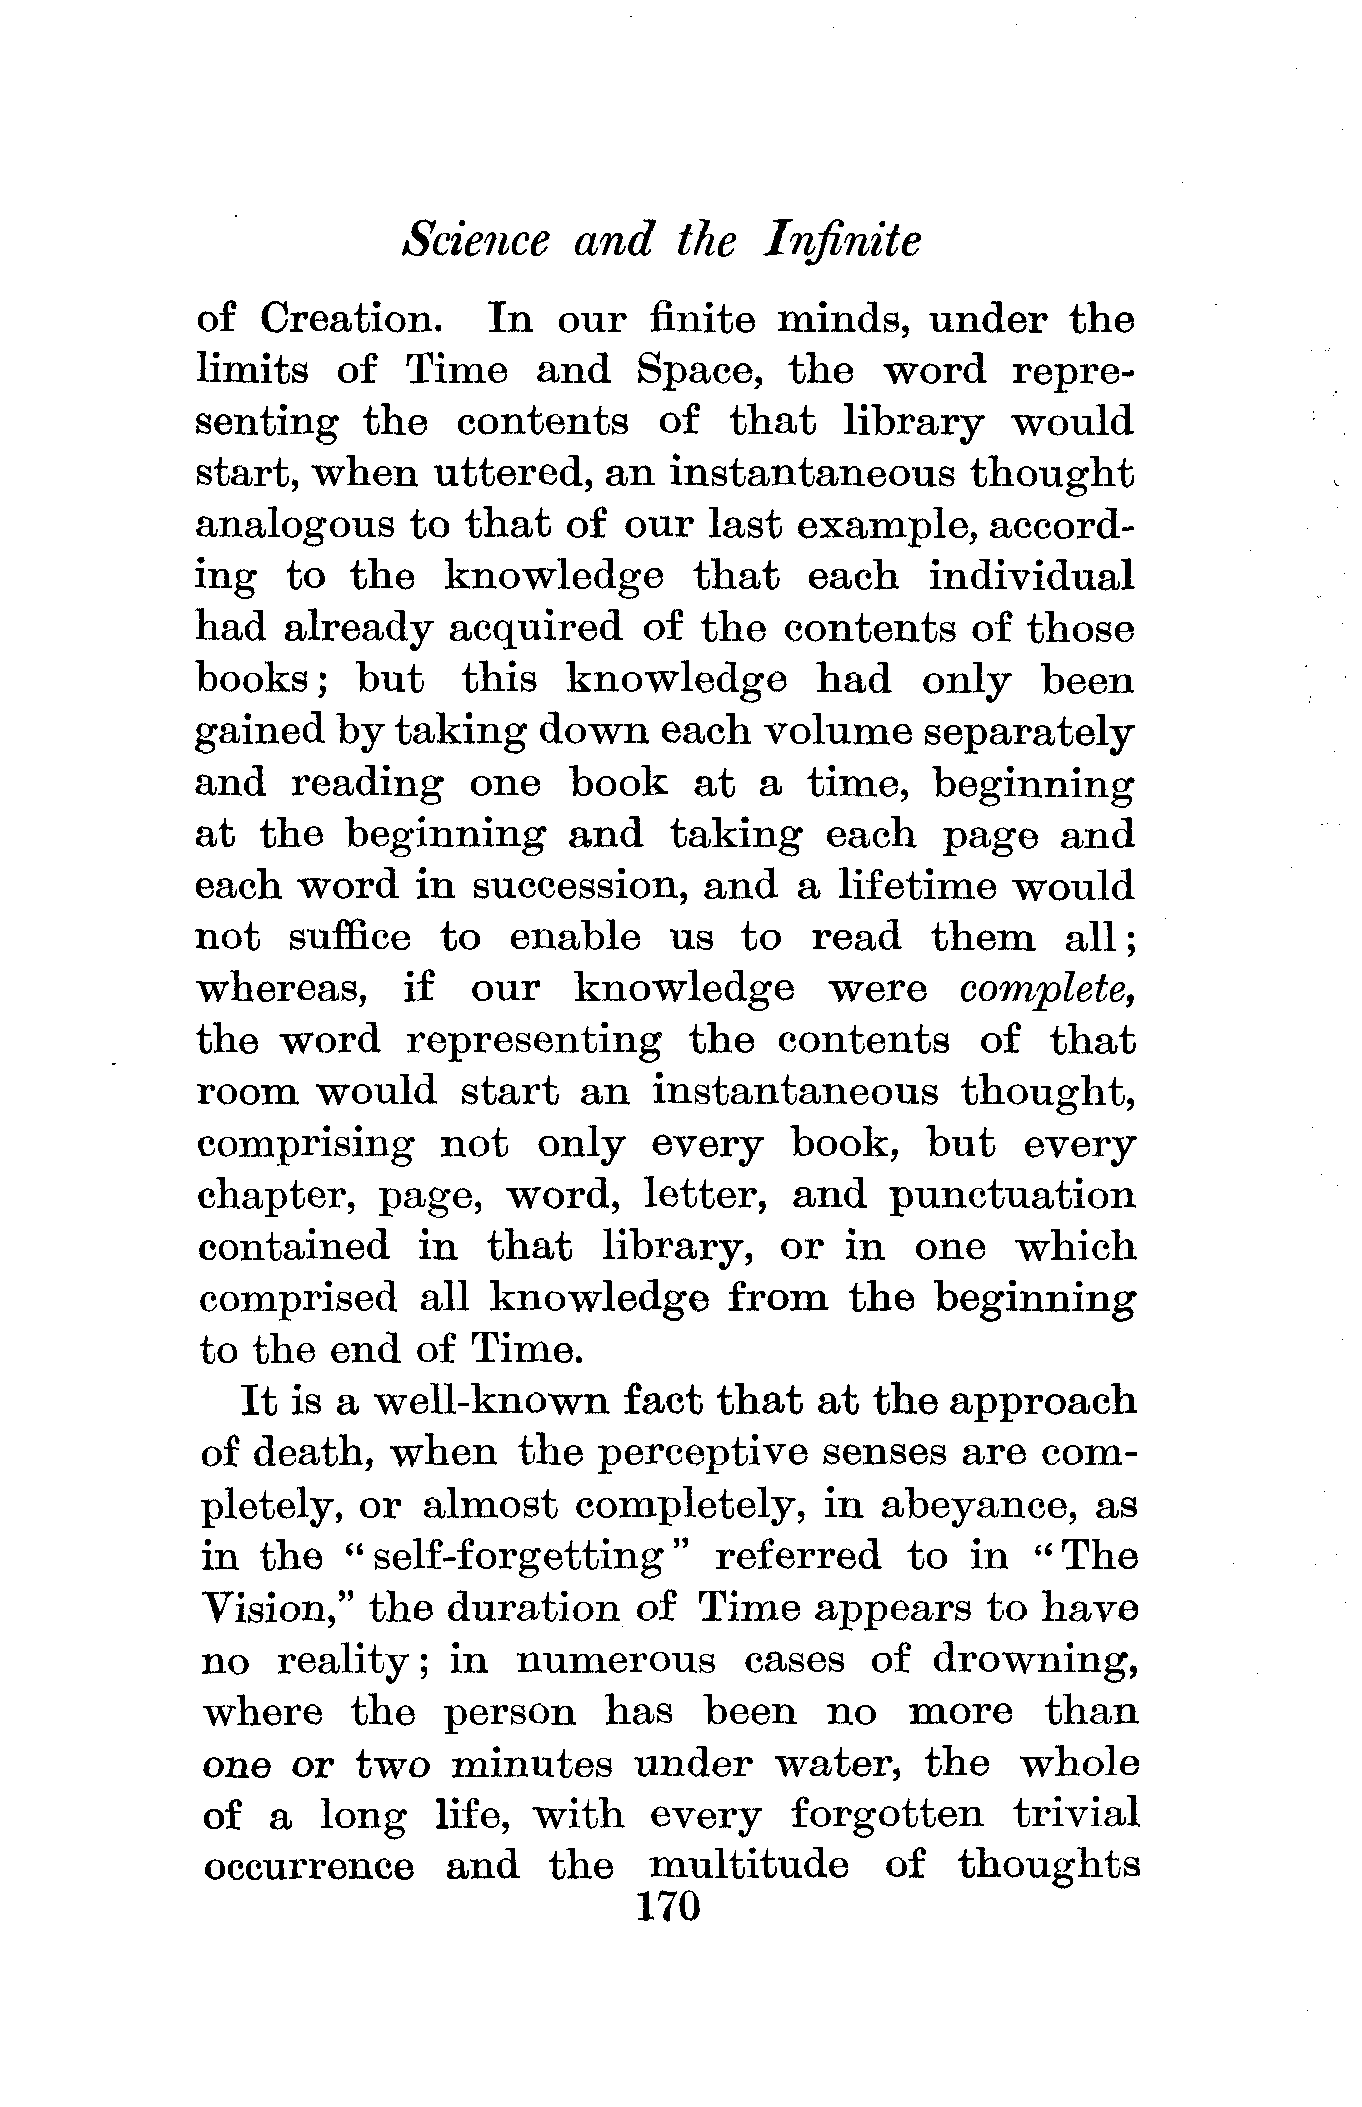 Science and the Infinite
of Creation. In our finite minds, under the
limits of Time and Space, the word repre-
senting the contents of that library would
start, when uttered, an instantaneous thought
analogous to that of our last example, accord-
ing to the knowledge that each individual
had already acquired of the contents of those
books; but this knowledge had only been
gained by taking down each volume separately
and reading one book at a time, beginning
at the beginning and taking each page and
each word in succession, and a lifetime would
not suffice to enable us to read them all;
whereas, if our knowledge were complete,
the word representing the contents of that
room would start an instantaneous thought,
comprising not only every book, but every
chapter, page, word, letter, and punctuation
contained in that library, or in one which
comprised all knowledge from the beginning
to the end of Time.
It is a well-known fact that at the approach
of death, when the perceptive senses are com-
pletely, or almost completely, in abeyance, as
in the "self-forgetting" referred to in "The
Vision," the duration of Time appears to have
no reality; in numerous cases of drowning,
where the person has been no more than
one or two minutes under water, the whole
of a long life, with every forgotten trivial
occurrence and the multitude of thoughts
170